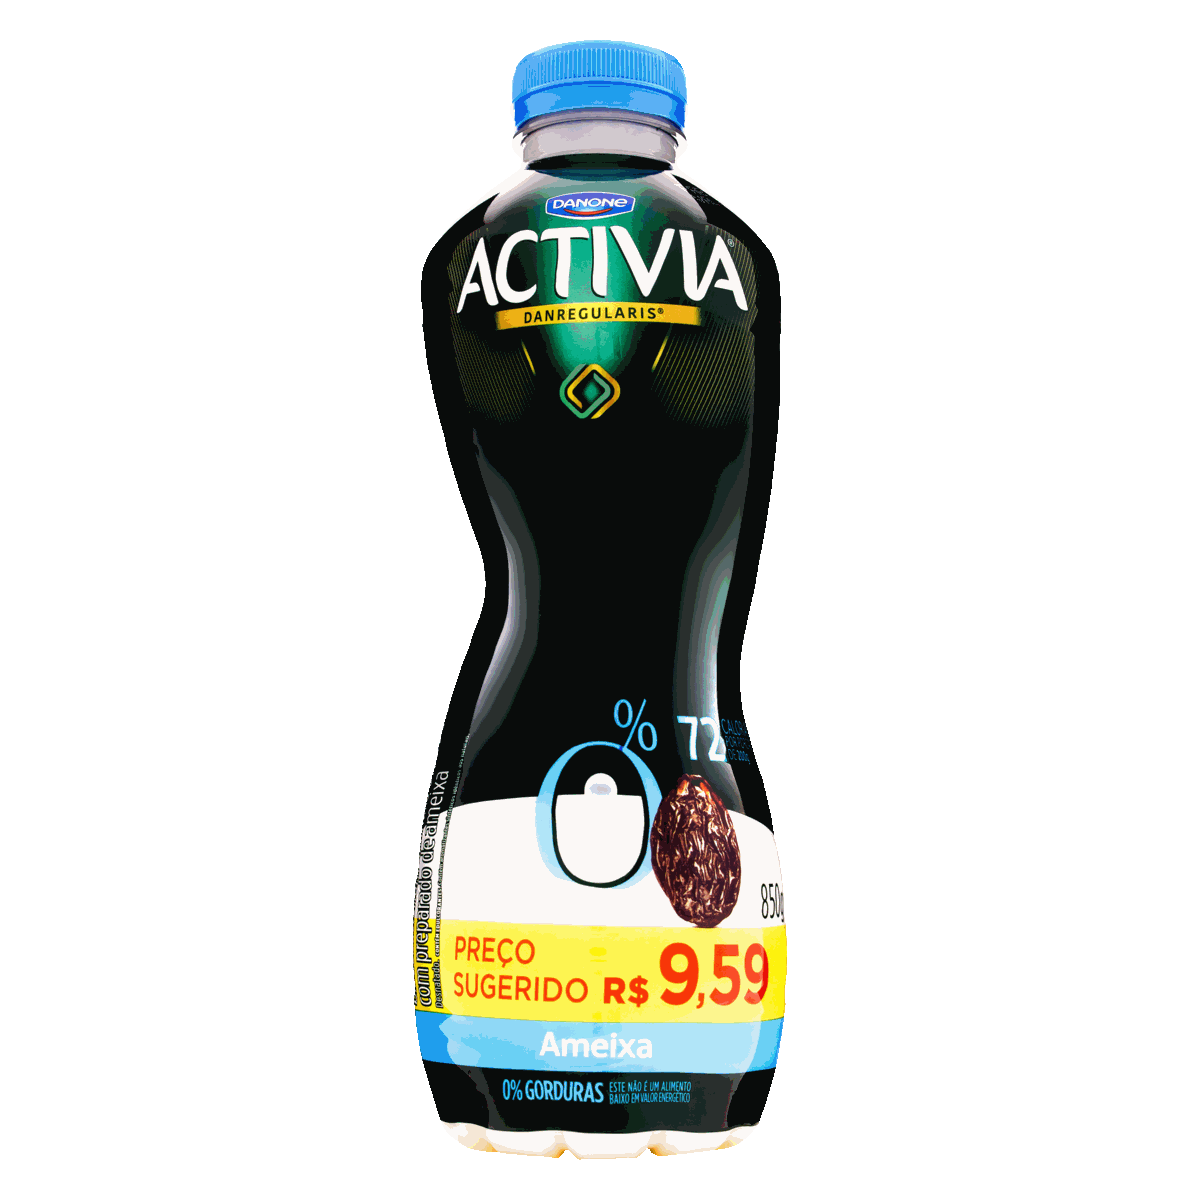 DANONE
ACTIVIA®
DANREGULARIS®
0%
72
850g
com preparado de ameixa
PREÇO
SUGERIDO R$ 9,59
Ameixa
0% GORDURAS
ESTE NÃO É UM ALIMENTO
BAIXO EM VALOR ENERGÉTICO